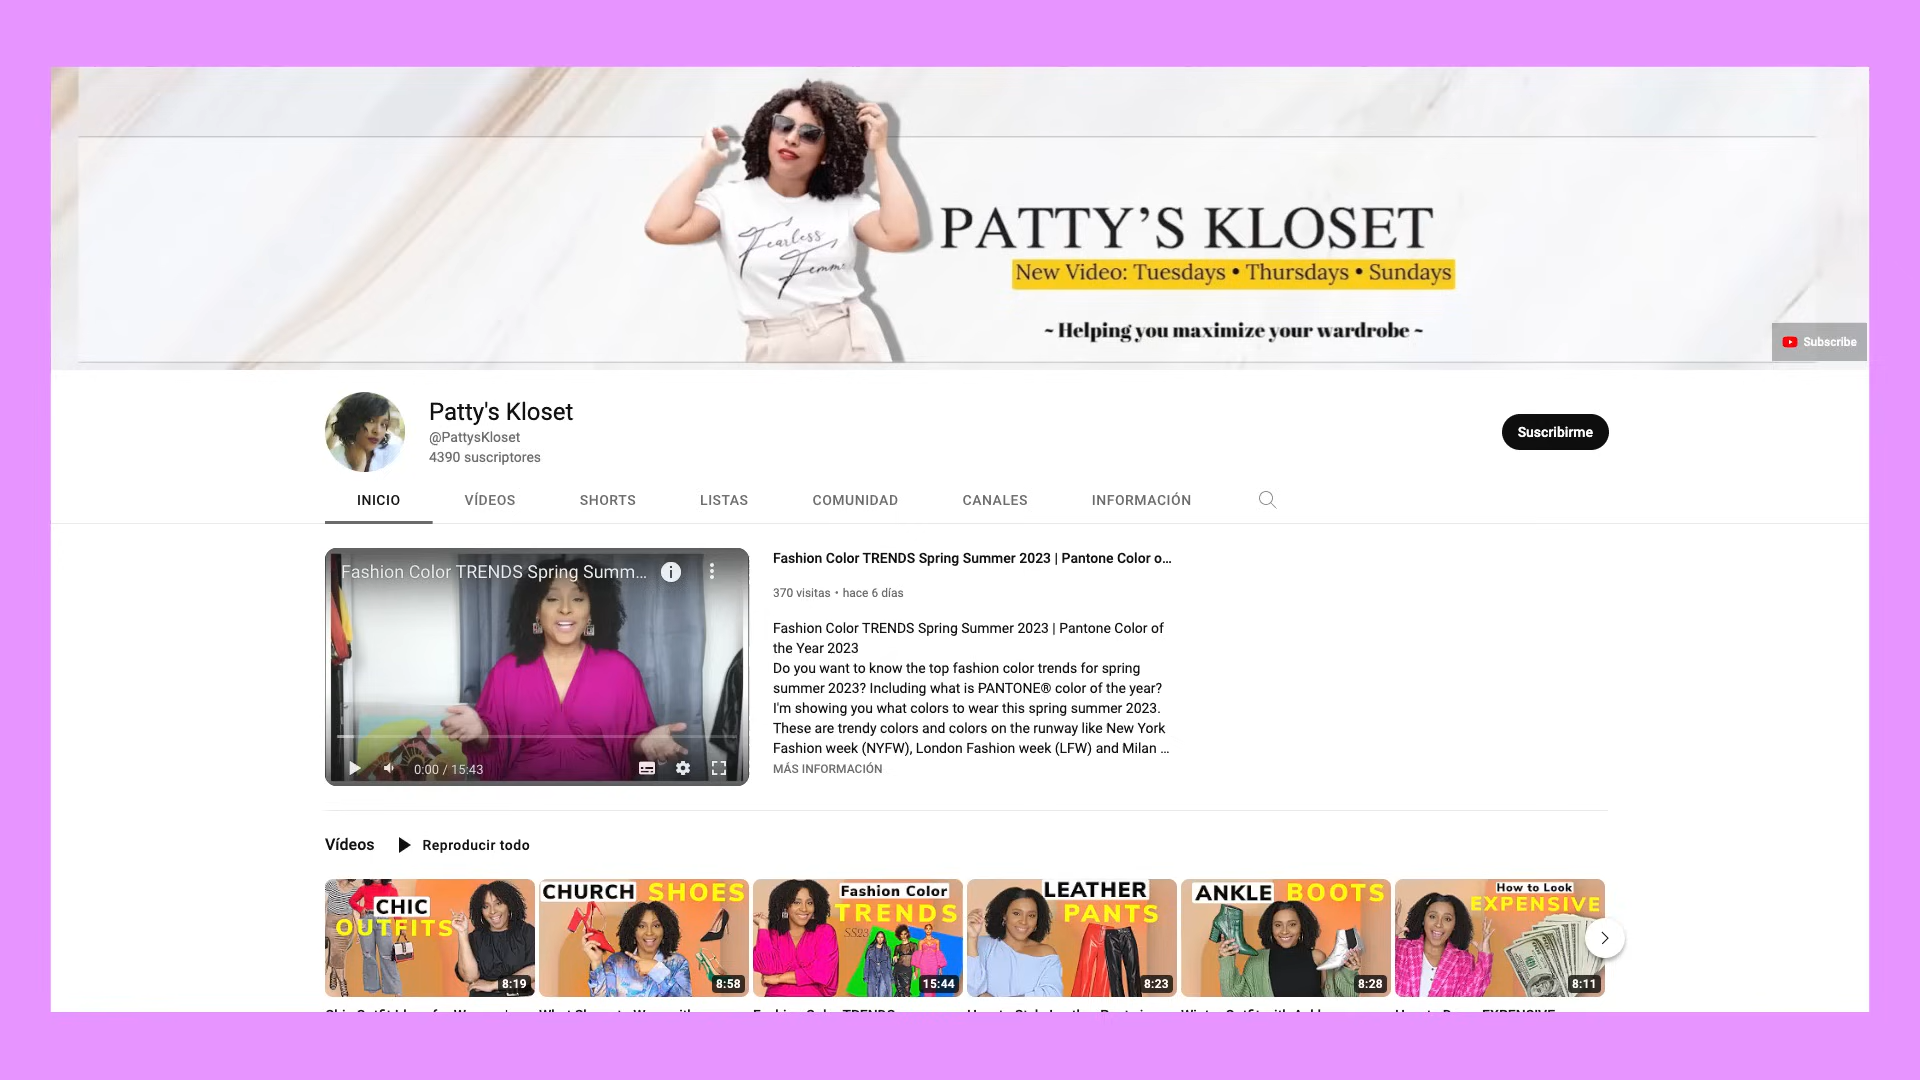 Fearless
Femme
PATTY'S KLOSET
New Video: Tuesdays • Thursdays • Sundays
~ Helping you maximize your wardrobe ~
Subscribe
Patty's Kloset
@PattysKloset
4390 suscriptores
Suscribirme
INICIO
VÍDEOS
SHORTS
LISTAS
COMUNIDAD
CANALES
INFORMACIÓN
Fashion Color TRENDS Spring Summ...
0:00 / 15:43
Fashion Color TRENDS Spring Summer 2023 | Pantone Color o...
370 visitas • hace 6 días
Fashion Color TRENDS Spring Summer 2023 | Pantone Color of
the Year 2023
Do you want to know the top fashion color trends for spring
summer 2023? Including what is PANTONE® color of the year?
I'm showing you what colors to wear this spring summer 2023.
These are trendy colors and colors on the runway like New York
Fashion week (NYFW), London Fashion week (LFW) and Milan ...
MÁS INFORMACIÓN
Vídeos
Reproducir todo
CHIC
OUTFITS
8:19
CHURCH SHOES
8:58
Fashion Color
TRENDS
SS23
15:44
LEATHER
PANTS
8:23
ANKLE BOOTS
8:28
How to Look
EXPENSIVE
8:11